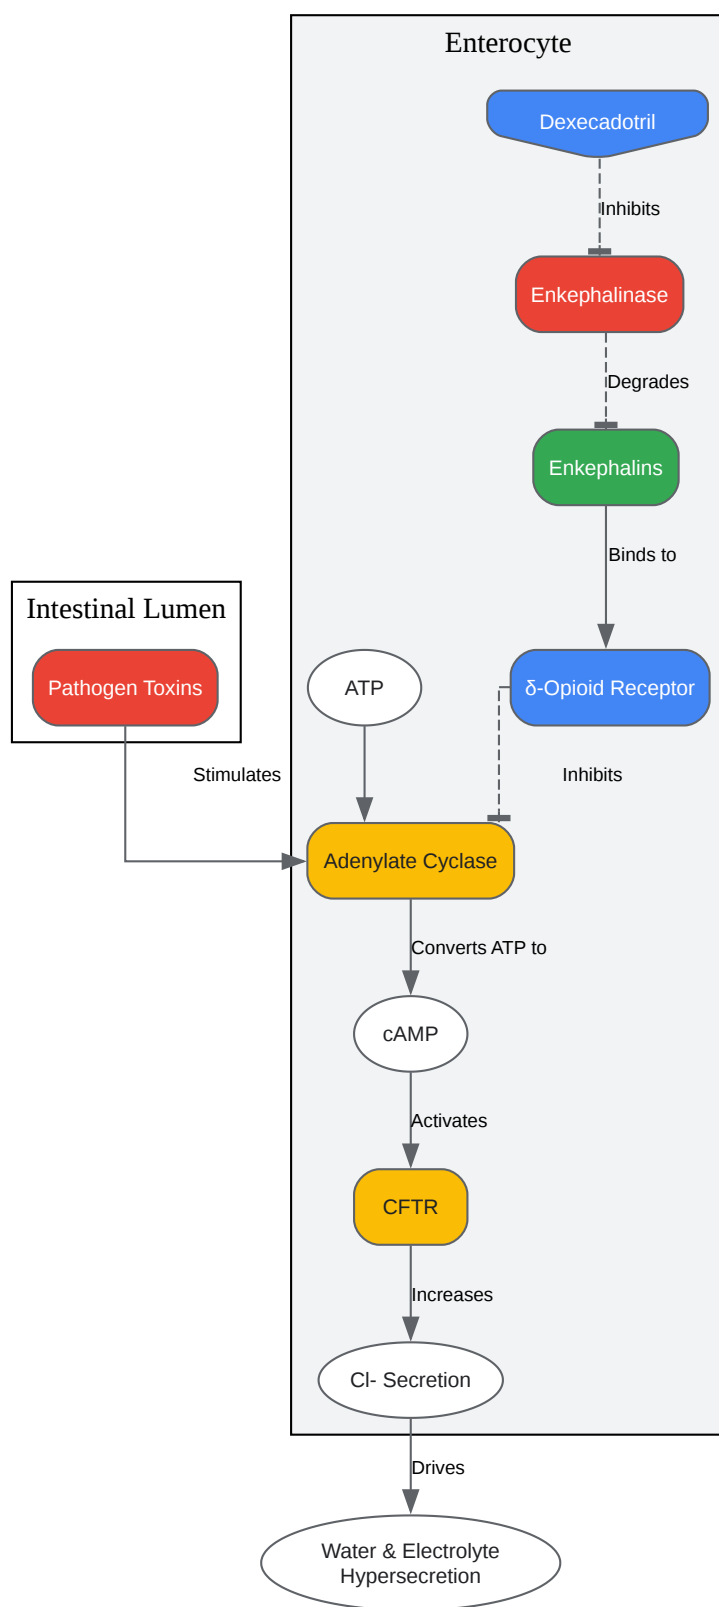 Enterocyte
Dexecadotril
Inhibits
Enkephalinase
Degrades
Enkephalins
Binds to
Intestinal Lumen
Pathogen Toxins
ATP
δ-Opioid Receptor
Stimulates
Inhibits
Adenylate Cyclase
Converts ATP to
cAMP
Activates
CFTR
Increases
Cl- Secretion
Drives
Water & Electrolyte
Hypersecretion